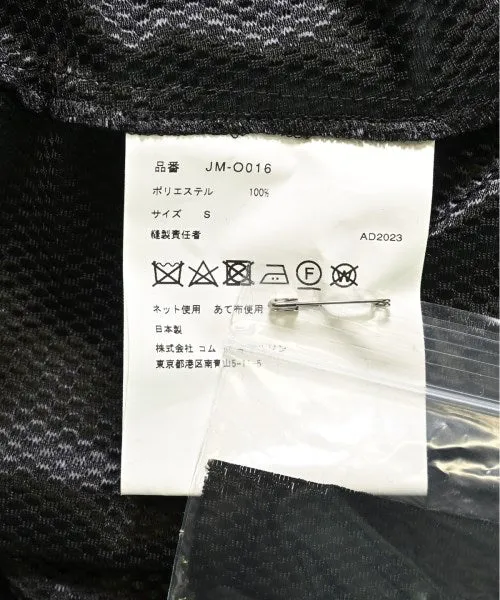 品番 JM-O016
ポリエステル 100%
サイズ S
縫製責任者 AD2023
F W
ネット使用 あて布使用
日本製
株式会社 コム
東京都港区南青山5-11-5